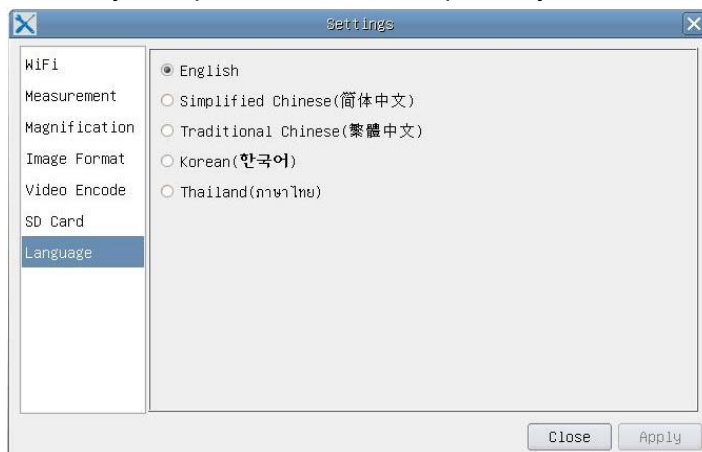 Settings
WiFi
Measurement
Magnification
Image Format
Video Encode
SD Card
Language
English
Simplified Chinese(简体中文)
Traditional Chinese(繁體中文)
Korean(한국어)
Thailand(ภาษาไทย)
Close
Apply